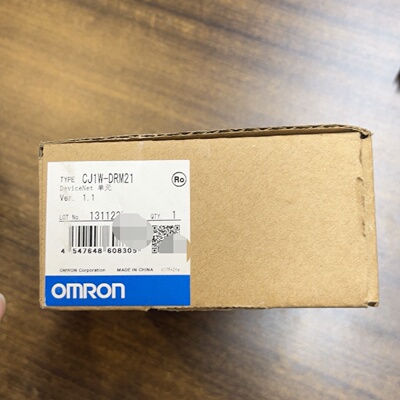 TYPE CJ1W-DRM21
DeviceNet 单元
Ver. 1.1
Ro
LOT No. 131122 QTY. 1
4 547648 608305
OMRON Corporation MADE IN CHINA
OMRON